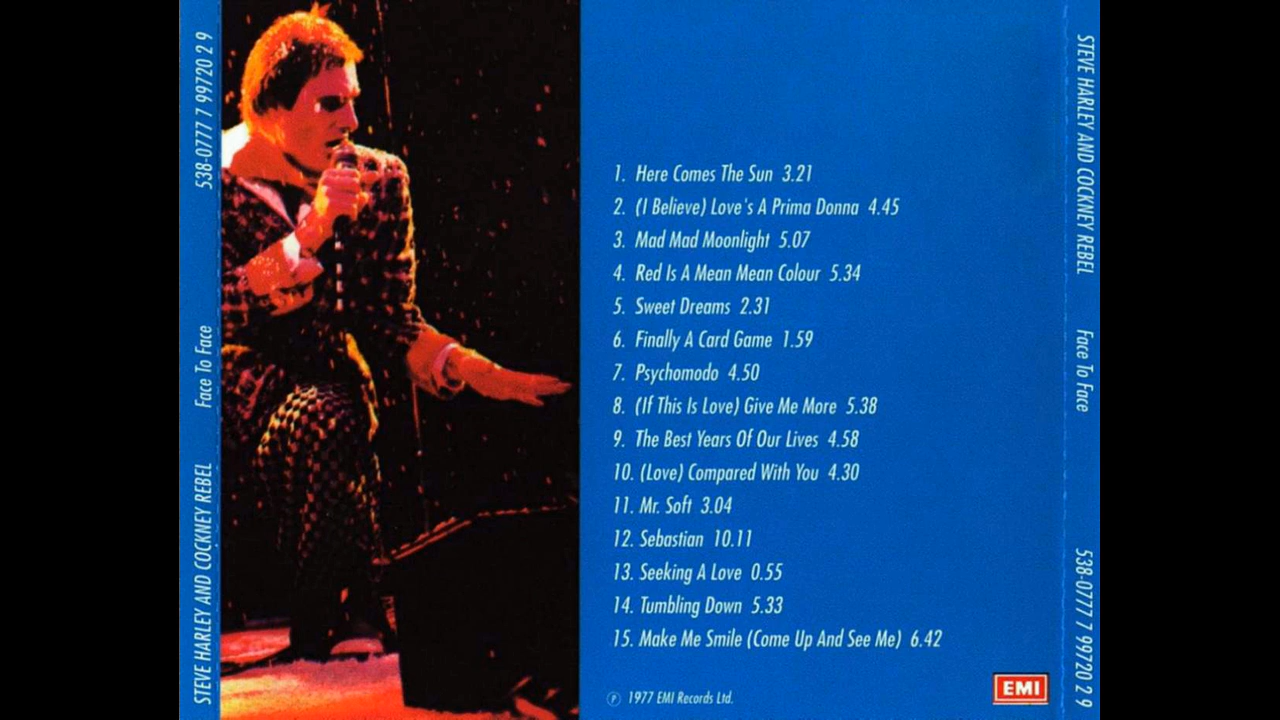 538-0777 7 99720 2 9
Face To Face
STEVE HARLEY AND COCKNEY REBEL
1. Here Comes The Sun 3.21
2. (I Believe) Love's A Prima Donna 4.45
3. Mad Mad Moonlight 5.07
4. Red Is A Mean Mean Colour 5.34
5. Sweet Dreams 2.31
6. Finally A Card Game 1.59
7. Psychomodo 4.50
8. (If This Is Love) Give Me More 5.38
9. The Best Years Of Our Lives 4.58
10. (Love) Compared With You 4.30
11. Mr. Soft 3.04
12. Sebastian 10.11
13. Seeking A Love 0.55
14. Tumbling Down 5.33
15. Make Me Smile (Come Up And See Me) 6.42
℗ 1977 EMI Records Ltd.
EMI
STEVE HARLEY AND COCKNEY REBEL
Face To Face
538-0777 7 99720 2 9